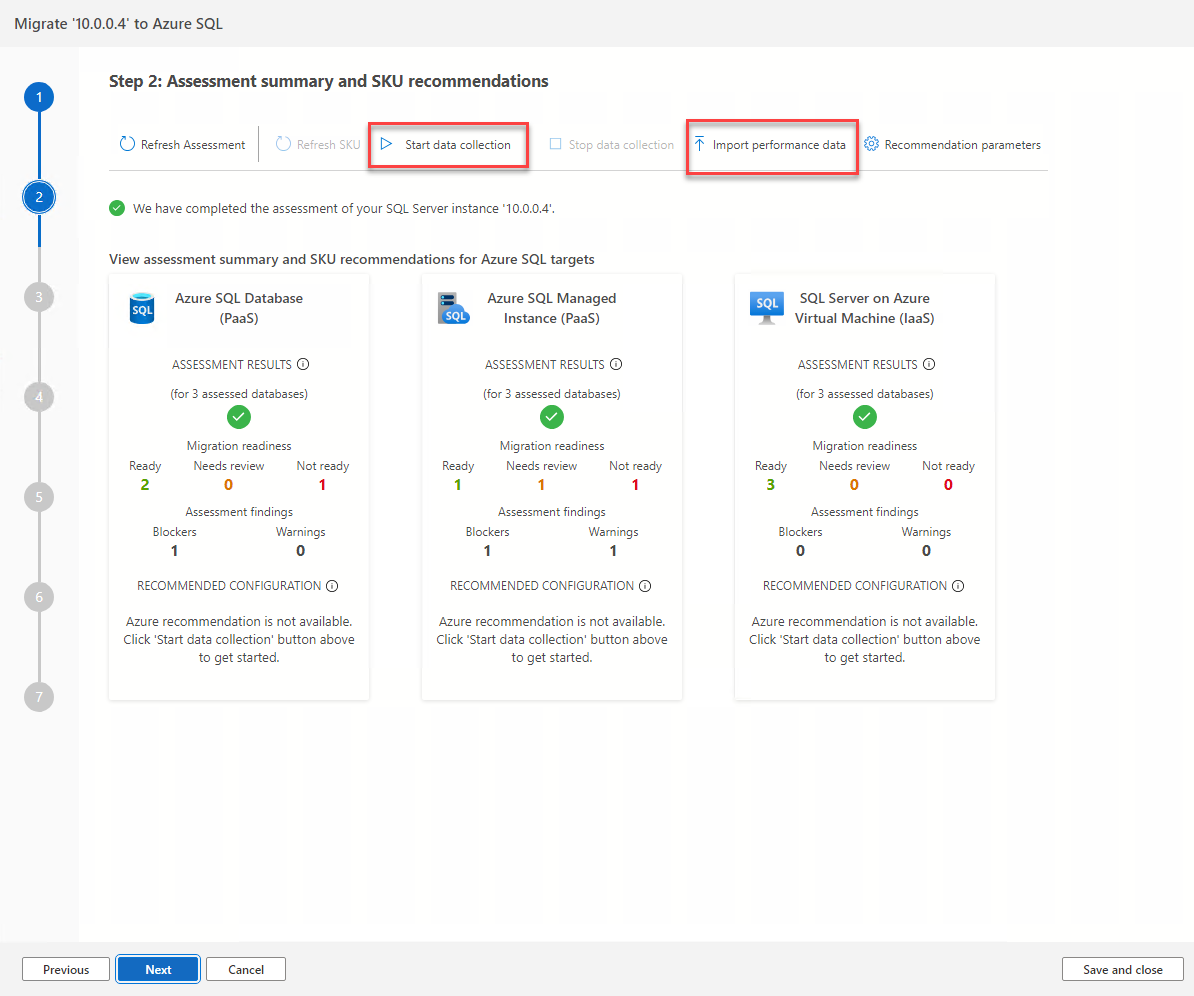 Migrate '10.0.0.4' to Azure SQL
1
2
3
4
5
6
7
Step 2: Assessment summary and SKU recommendations
Refresh Assessment
Refresh SKU
Start data collection
Stop data collection
Import performance data
Recommendation parameters
We have completed the assessment of your SQL Server instance '10.0.0.4'.
View assessment summary and SKU recommendations for Azure SQL targets
SQL
Azure SQL Database
(PaaS)
ASSESSMENT RESULTS
(for 3 assessed databases)
Migration readiness
Ready Needs review Not ready
2 0 1
Assessment findings
Blockers Warnings
1 0
RECOMMENDED CONFIGURATION
Azure recommendation is not available.
Click 'Start data collection' button above
to get started.
SQL
Azure SQL Managed
Instance (PaaS)
ASSESSMENT RESULTS
(for 3 assessed databases)
Migration readiness
Ready Needs review Not ready
1 1 1
Assessment findings
Blockers Warnings
1 1
RECOMMENDED CONFIGURATION
Azure recommendation is not available.
Click 'Start data collection' button above
to get started.
SQL
SQL Server on Azure
Virtual Machine (IaaS)
ASSESSMENT RESULTS
(for 3 assessed databases)
Migration readiness
Ready Needs review Not ready
3 0 0
Assessment findings
Blockers Warnings
0 0
RECOMMENDED CONFIGURATION
Azure recommendation is not available.
Click 'Start data collection' button above
to get started.
Previous
Next
Cancel
Save and close